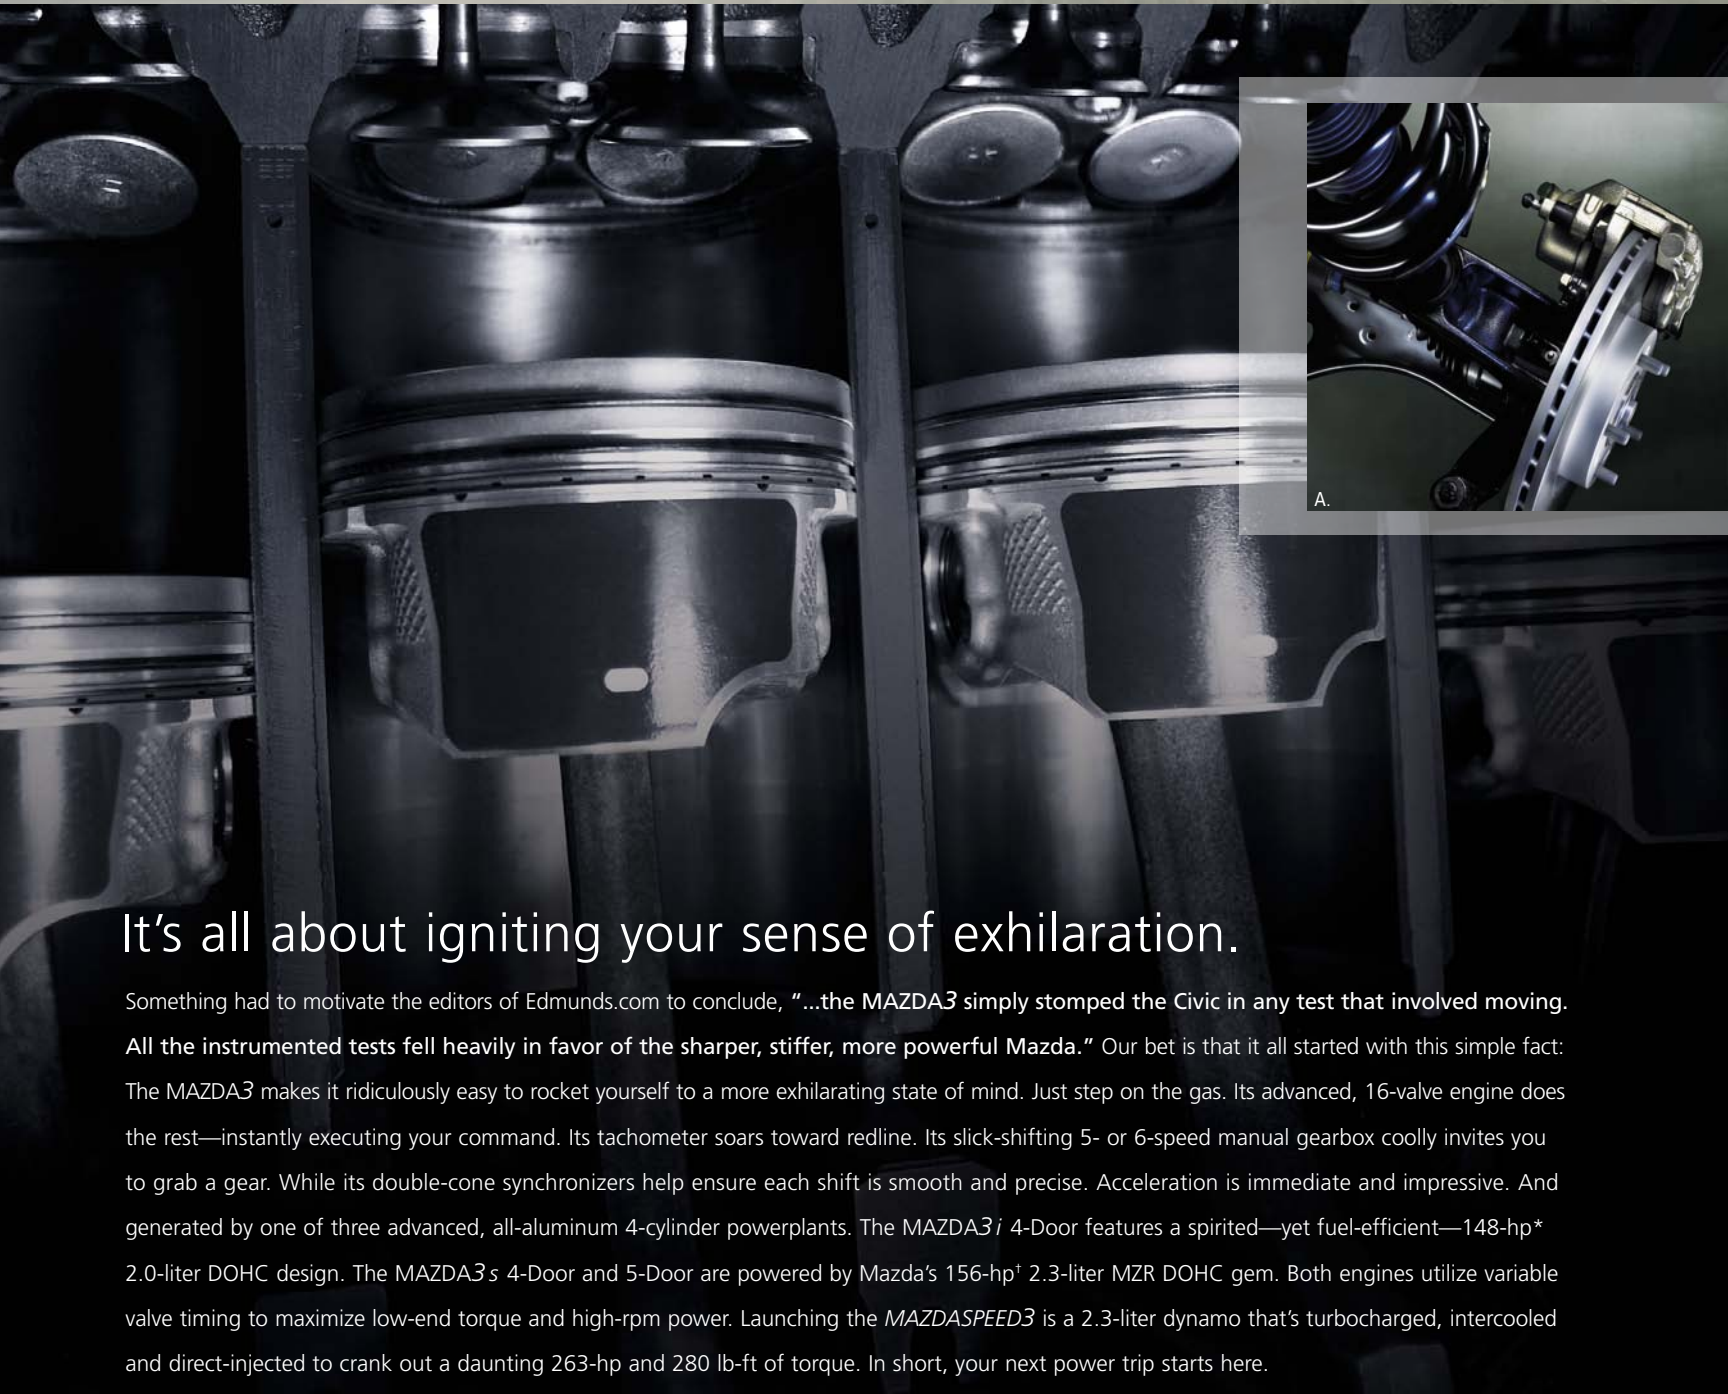 A.
It's all about igniting your sense of exhilaration.
Something had to motivate the editors of Edmunds.com to conclude, "...the MAZDA3 simply stomped the Civic in any test that involved moving.
All the instrumented tests fell heavily in favor of the sharper, stiffer, more powerful Mazda." Our bet is that it all started with this simple fact:
The MAZDA3 makes it ridiculously easy to rocket yourself to a more exhilarating state of mind. Just step on the gas. Its advanced, 16-valve engine does
the rest—instantly executing your command. Its tachometer soars toward redline. Its slick-shifting 5- or 6-speed manual gearbox coolly invites you
to grab a gear. While its double-cone synchronizers help ensure each shift is smooth and precise. Acceleration is immediate and impressive. And
generated by one of three advanced, all-aluminum 4-cylinder powerplants. The MAZDA3 i 4-Door features a spirited—yet fuel-efficient—148-hp*
2.0-liter DOHC design. The MAZDA3 s 4-Door and 5-Door are powered by Mazda's 156-hp† 2.3-liter MZR DOHC gem. Both engines utilize variable
valve timing to maximize low-end torque and high-rpm power. Launching the MAZDASPEED3 is a 2.3-liter dynamo that's turbocharged, intercooled
and direct-injected to crank out a daunting 263-hp and 280 lb-ft of torque. In short, your next power trip starts here.